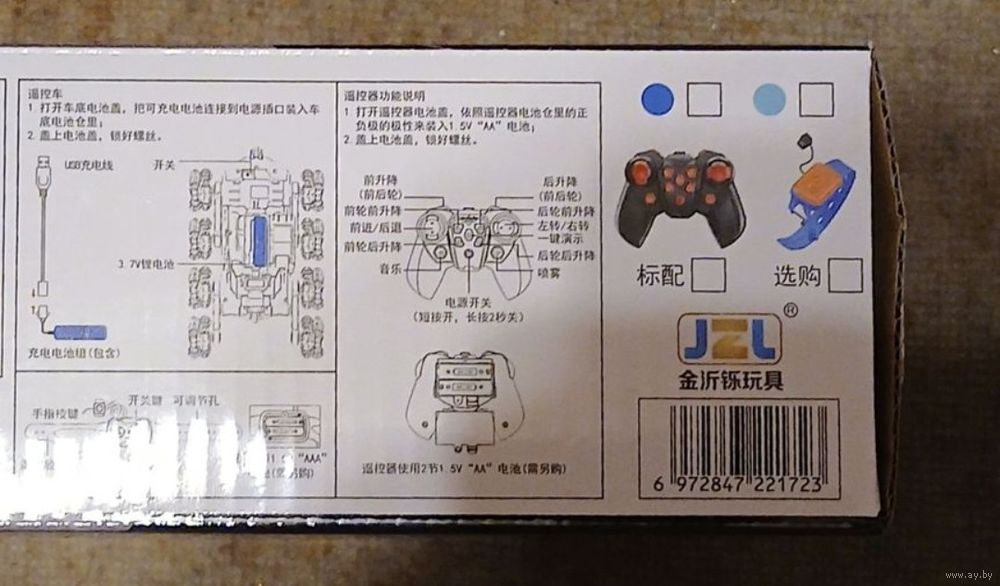 遥控车
1. 打开车底电池盖，把可充电电池连接到电源插口装入车
底电池仓里；
2. 盖上电池盖，锁好螺丝。
USB充电线
开关
3.7V锂电池
充电电池组(包含)
手指按键
开关键
可调节孔
1.5V “AAA”
遥控器功能说明
1 打开遥控器电池盖，依照遥控器电池仓里的正
负极的极性来装入1.5V “AA” 电池；
2. 盖上电池盖，锁好螺丝。
前升降
(前后轮)
前轮前升降
前进/后退
前轮后升降
音乐
后升降
(前后轮)
后轮前升降
左转/右转
一键演示
后轮后升降
喷雾
电源开关
(短按开，长按2秒关)
遥控器使用2节1.5V “AA” 电池(需另购)
标配
选购
JZL
®
金沂铄玩具
6 972847 221723
www.ay.by